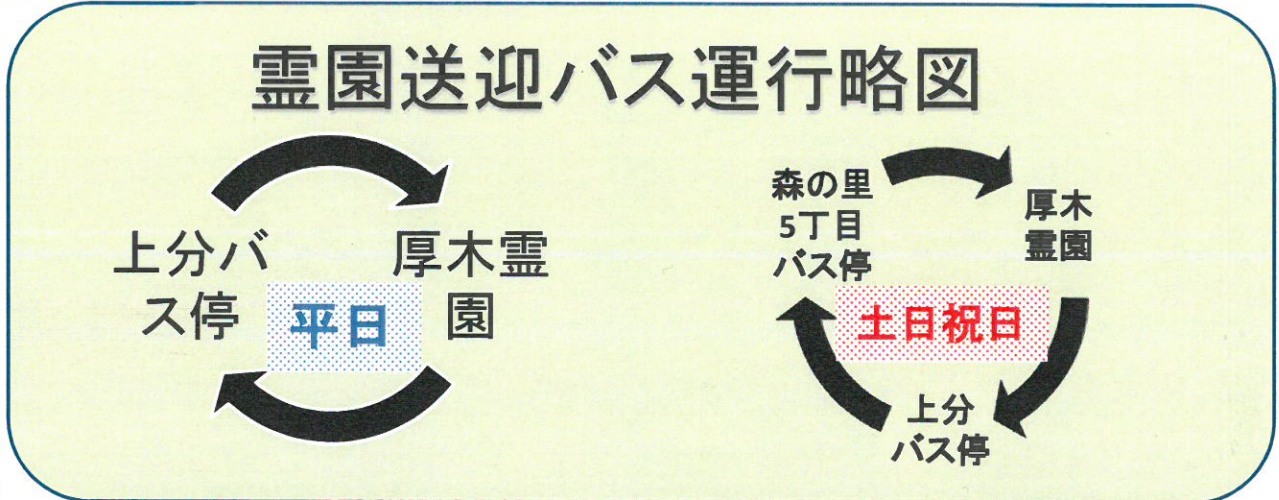 霊園送迎バス運行略図
上分バ
ス停
厚木霊
園
平日
森の里
5丁目
バス停
厚木
霊園
土日祝日
上分
バス停